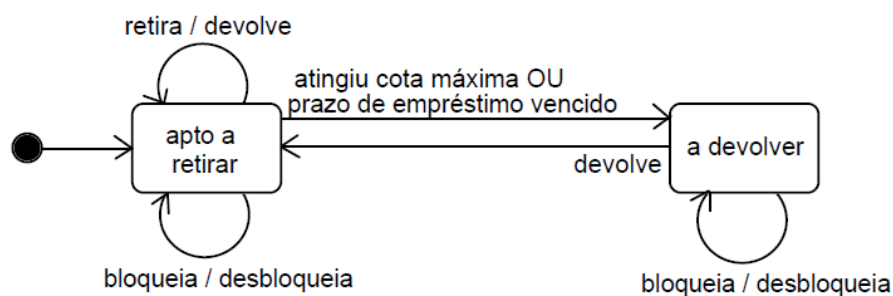 retira / devolve
atingiu cota máxima OU
prazo de empréstimo vencido
apto a
retirar
a devolver
devolve
bloqueia / desbloqueia
bloqueia / desbloqueia